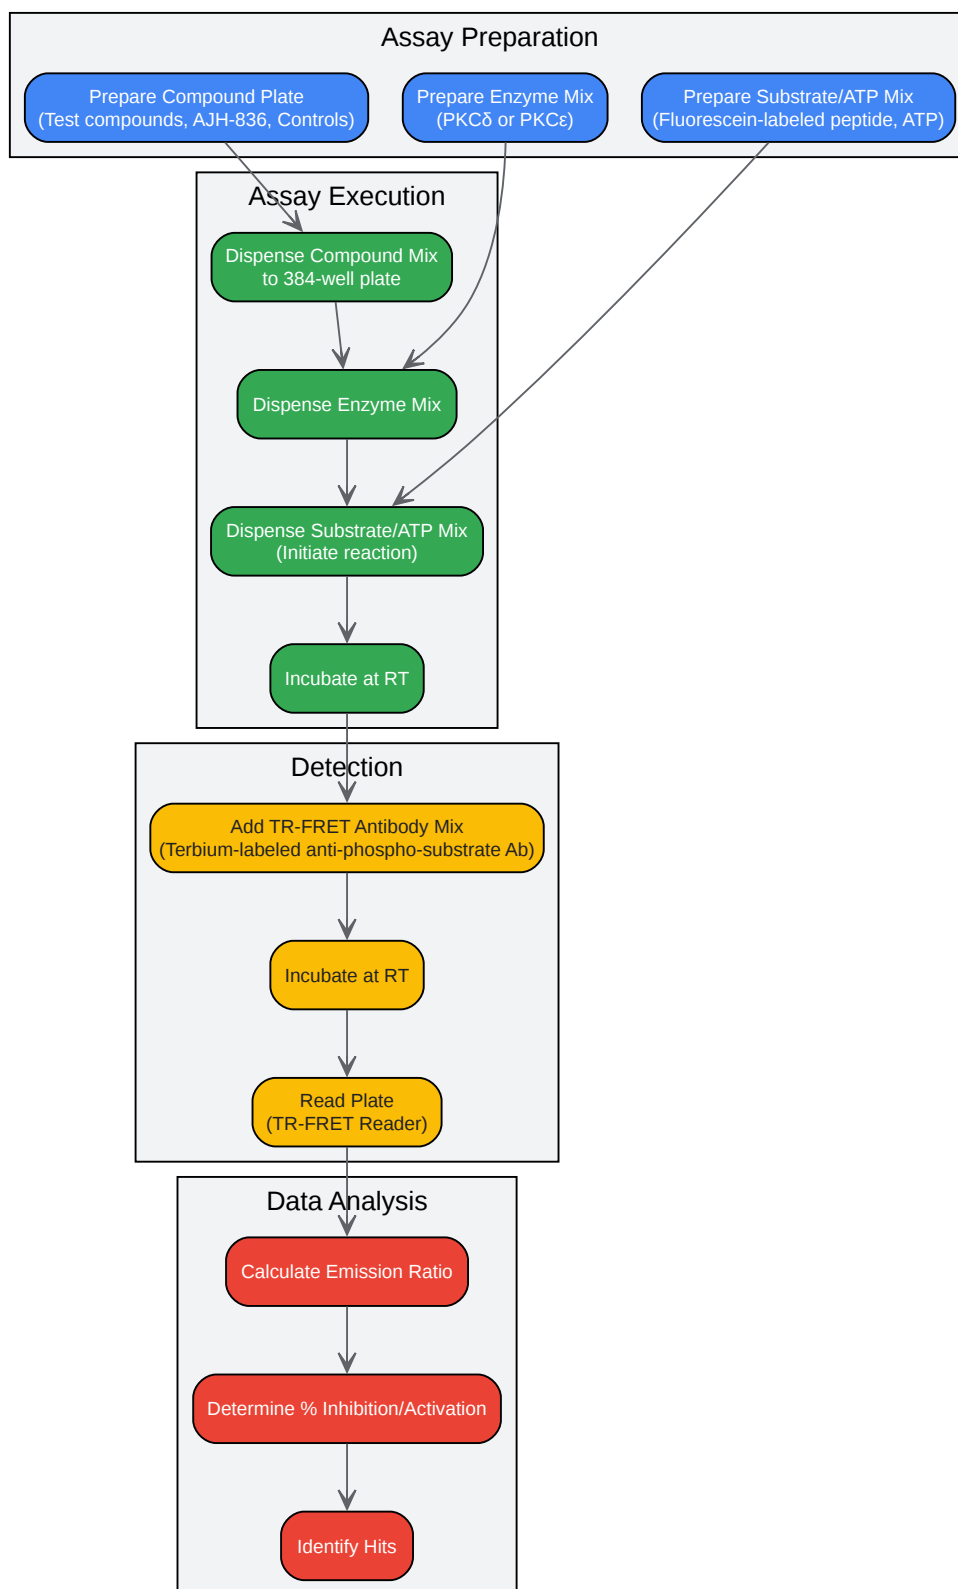 Assay Preparation
Prepare Compound Plate
(Test compounds, AJH-836, Controls)
Prepare Enzyme Mix
(PKCδ or PKCε)
Prepare Substrate/ATP Mix
(Fluorescein-labeled peptide, ATP)
Assay Execution
Dispense Compound Mix
to 384-well plate
Dispense Enzyme Mix
Dispense Substrate/ATP Mix
(Initiate reaction)
Incubate at RT
Detection
Add TR-FRET Antibody Mix
(Terbium-labeled anti-phospho-substrate Ab)
Incubate at RT
Read Plate
(TR-FRET Reader)
Data Analysis
Calculate Emission Ratio
Determine % Inhibition/Activation
Identify Hits